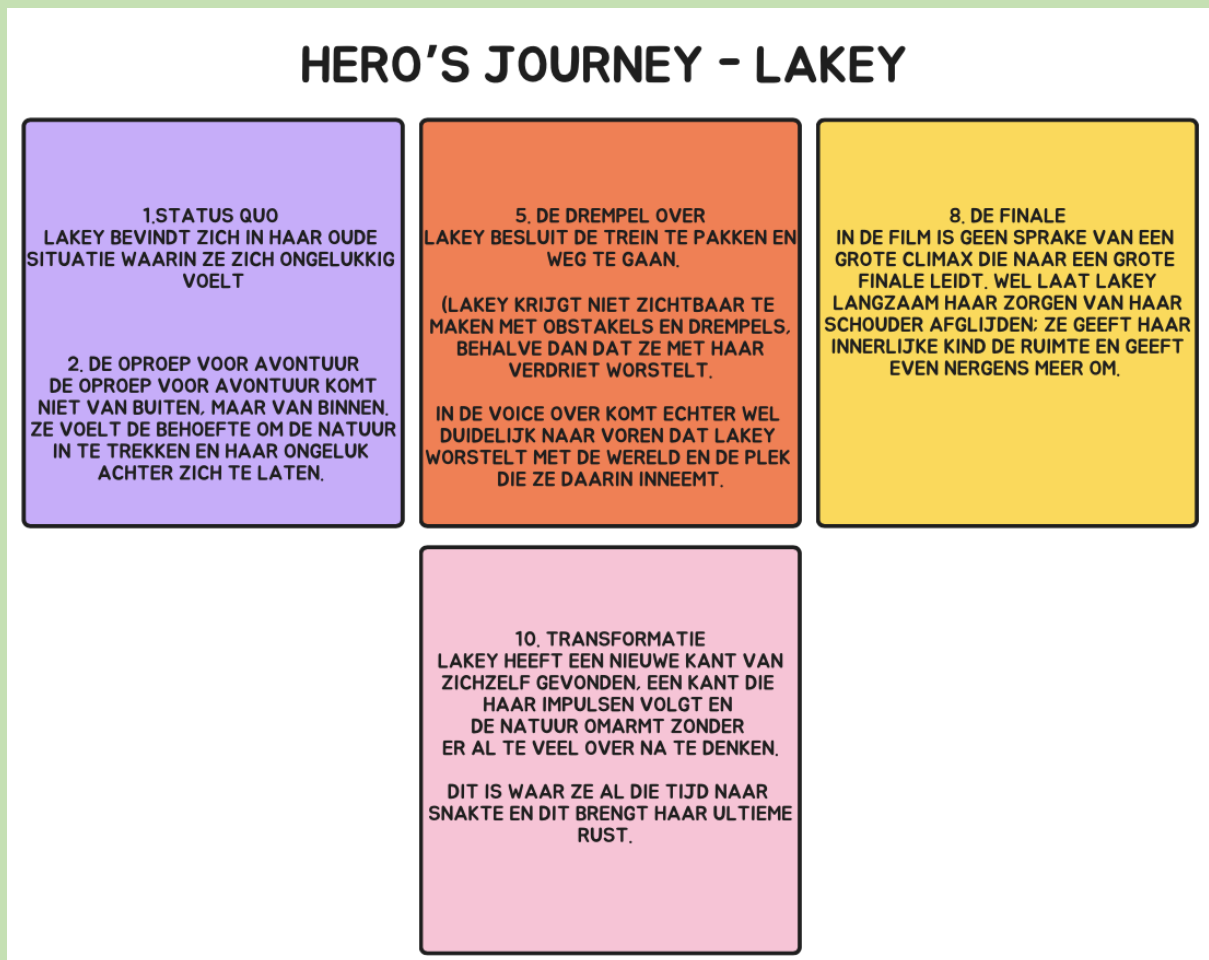 HERO'S JOURNEY - LAKEY
1.STATUS QUO
LAKEY BEVINDT ZICH IN HAAR OUDE
SITUATIE WAARIN ZE ZICH ONGELUKKIG
VOELT
2. DE OPROEP VOOR AVONTUUR
DE OPROEP VOOR AVONTUUR KOMT
NIET VAN BUITEN, MAAR VAN BINNEN.
ZE VOELT DE BEHOEFTE OM DE NATUUR
IN TE TREKKEN EN HAAR ONGELUK
ACHTER ZICH TE LATEN.
5. DE DREMPEL OVER
LAKEY BESLUIT DE TREIN TE PAKKEN EN
WEG TE GAAN.
(LAKEY KRIJGT NIET ZICHTBAAR TE
MAKEN MET OBSTAKELS EN DREMPELS,
BEHALVE DAN DAT ZE MET HAAR
VERDRIET WORSTELT.
IN DE VOICE OVER KOMT ECHTER WEL
DUIDELIJK NAAR VOREN DAT LAKEY
WORSTELT MET DE WERELD EN DE PLEK
DIE ZE DAARIN INNEEMT.
8. DE FINALE
IN DE FILM IS GEEN SPRAKE VAN EEN
GROTE CLIMAX DIE NAAR EEN GROTE
FINALE LEIDT. WEL LAAT LAKEY
LANGZAAM HAAR ZORGEN VAN HAAR
SCHOUDER AFGLIJDEN; ZE GEEFT HAAR
INNERLIJKE KIND DE RUIMTE EN GEEFT
EVEN NERGENS MEER OM.
10. TRANSFORMATIE
LAKEY HEEFT EEN NIEUWE KANT VAN
ZICHZELF GEVONDEN, EEN KANT DIE
HAAR IMPULSEN VOLGT EN
DE NATUUR OMARMT ZONDER
ER AL TE VEEL OVER NA TE DENKEN.
DIT IS WAAR ZE AL DIE TIJD NAAR
SNAKTE EN DIT BRENGT HAAR ULTIEME
RUST.